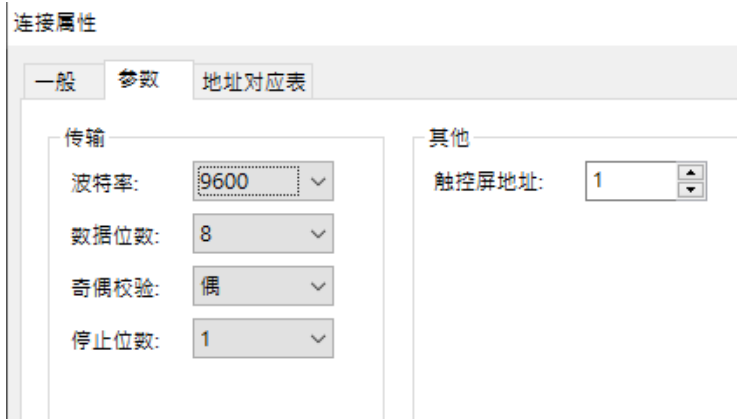 连接属性
一般 参数 地址对应表
传输
波特率: 9600
数据位数: 8
奇偶校验: 偶
停止位数: 1
其他
触控屏地址: 1